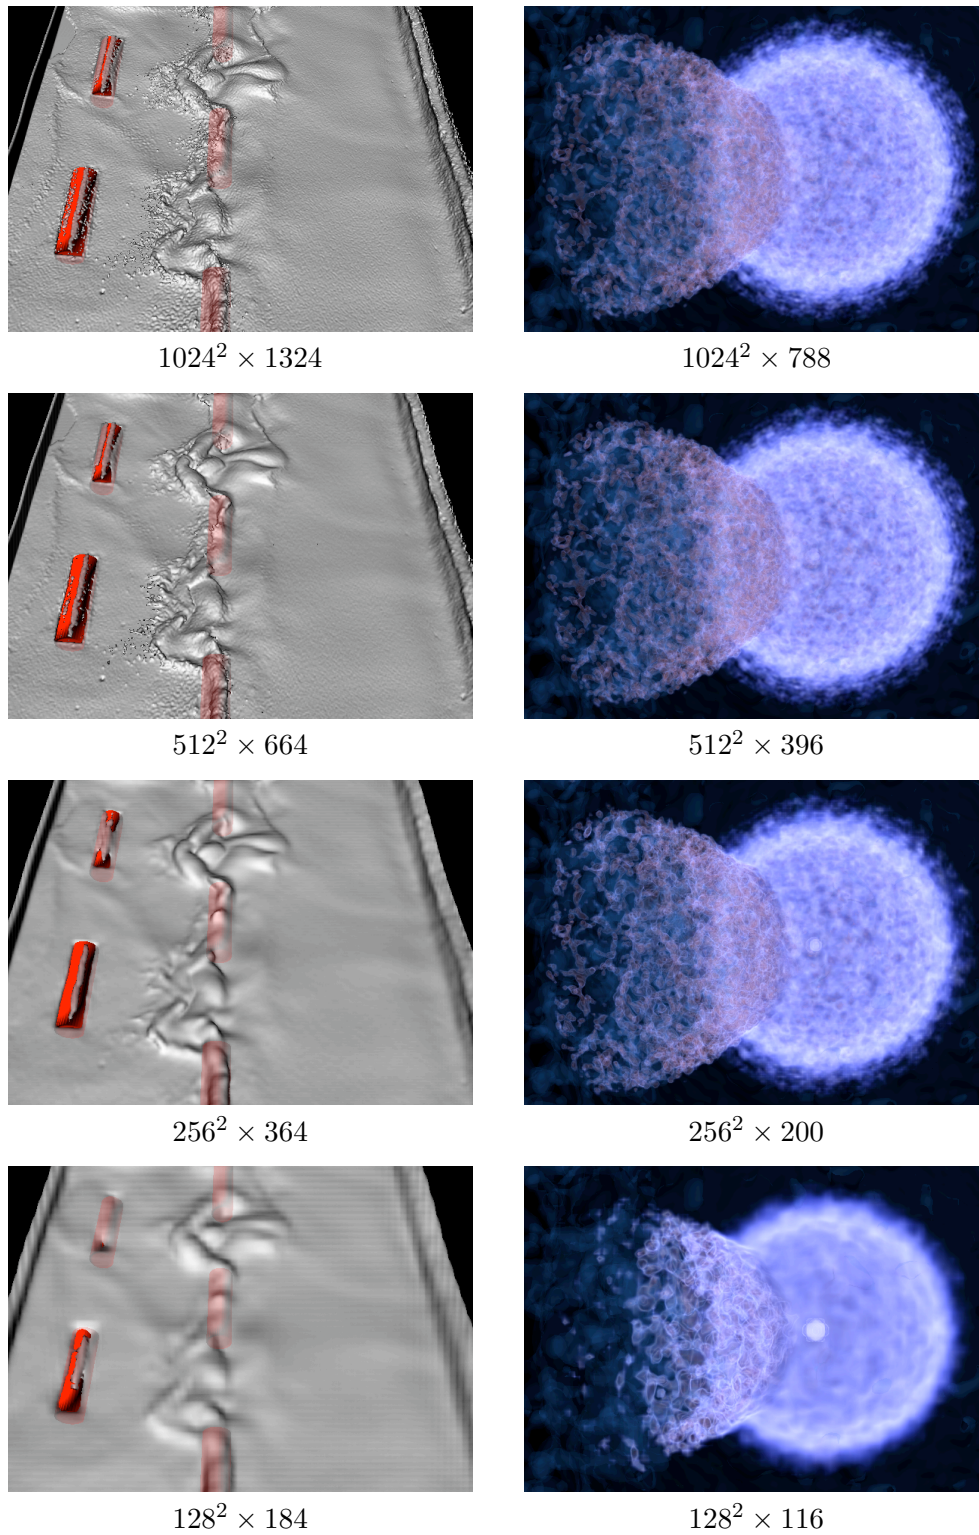 1024² × 1324
1024² × 788
512² × 664
512² × 396
256² × 364
256² × 200
128² × 184
128² × 116